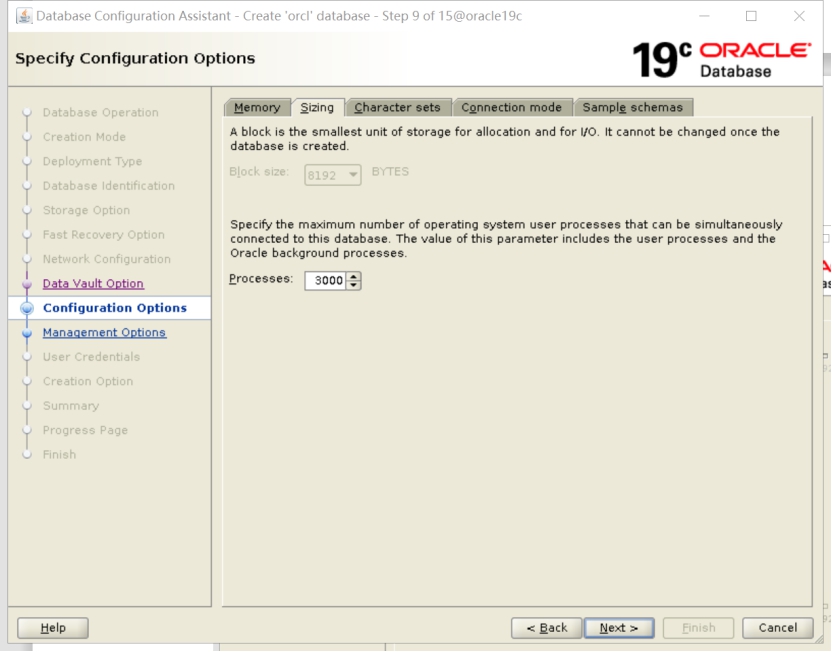 Database Configuration Assistant - Create 'orcl' database - Step 9 of 15@oracle19c
Specify Configuration Options
19c ORACLE
Database
Database Operation
Creation Mode
Deployment Type
Database Identification
Storage Option
Fast Recovery Option
Network Configuration
Data Vault Option
Configuration Options
Management Options
User Credentials
Creation Option
Summary
Progress Page
Finish
Memory Sizing Character sets Connection mode Sample schemas
A block is the smallest unit of storage for allocation and for I/O. It cannot be changed once the
database is created.
Block size: 8192 BYTES
Specify the maximum number of operating system user processes that can be simultaneously
connected to this database. The value of this parameter includes the user processes and the
Oracle background processes.
Processes: 3000
Help < Back Next > Finish Cancel